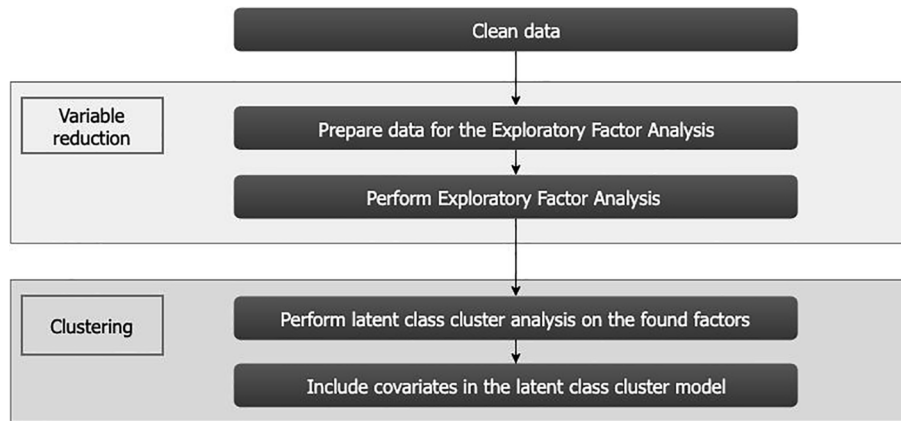 Clean data
Variable
reduction
Prepare data for the Exploratory Factor Analysis
Perform Exploratory Factor Analysis
Clustering
Perform latent class cluster analysis on the found factors
Include covariates in the latent class cluster model